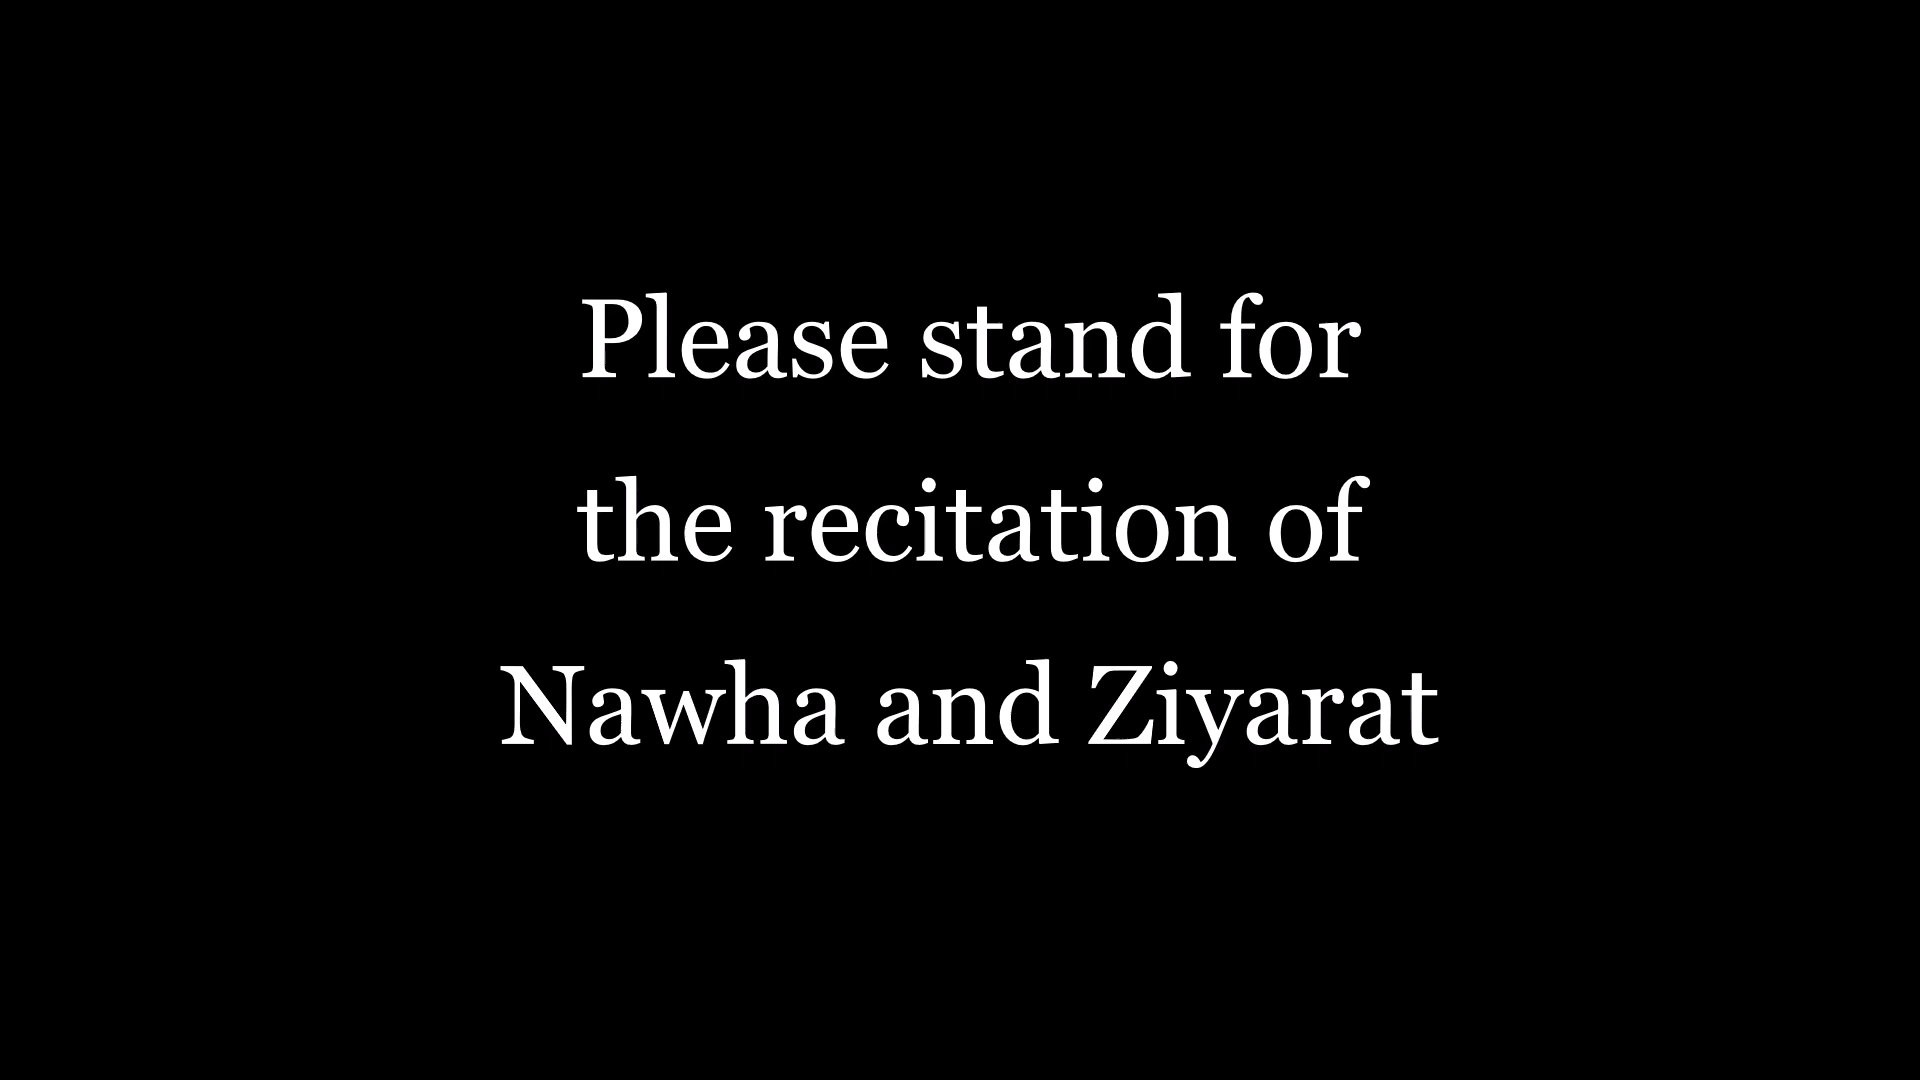 Please stand for
the recitation of
Nawha and Ziyarat